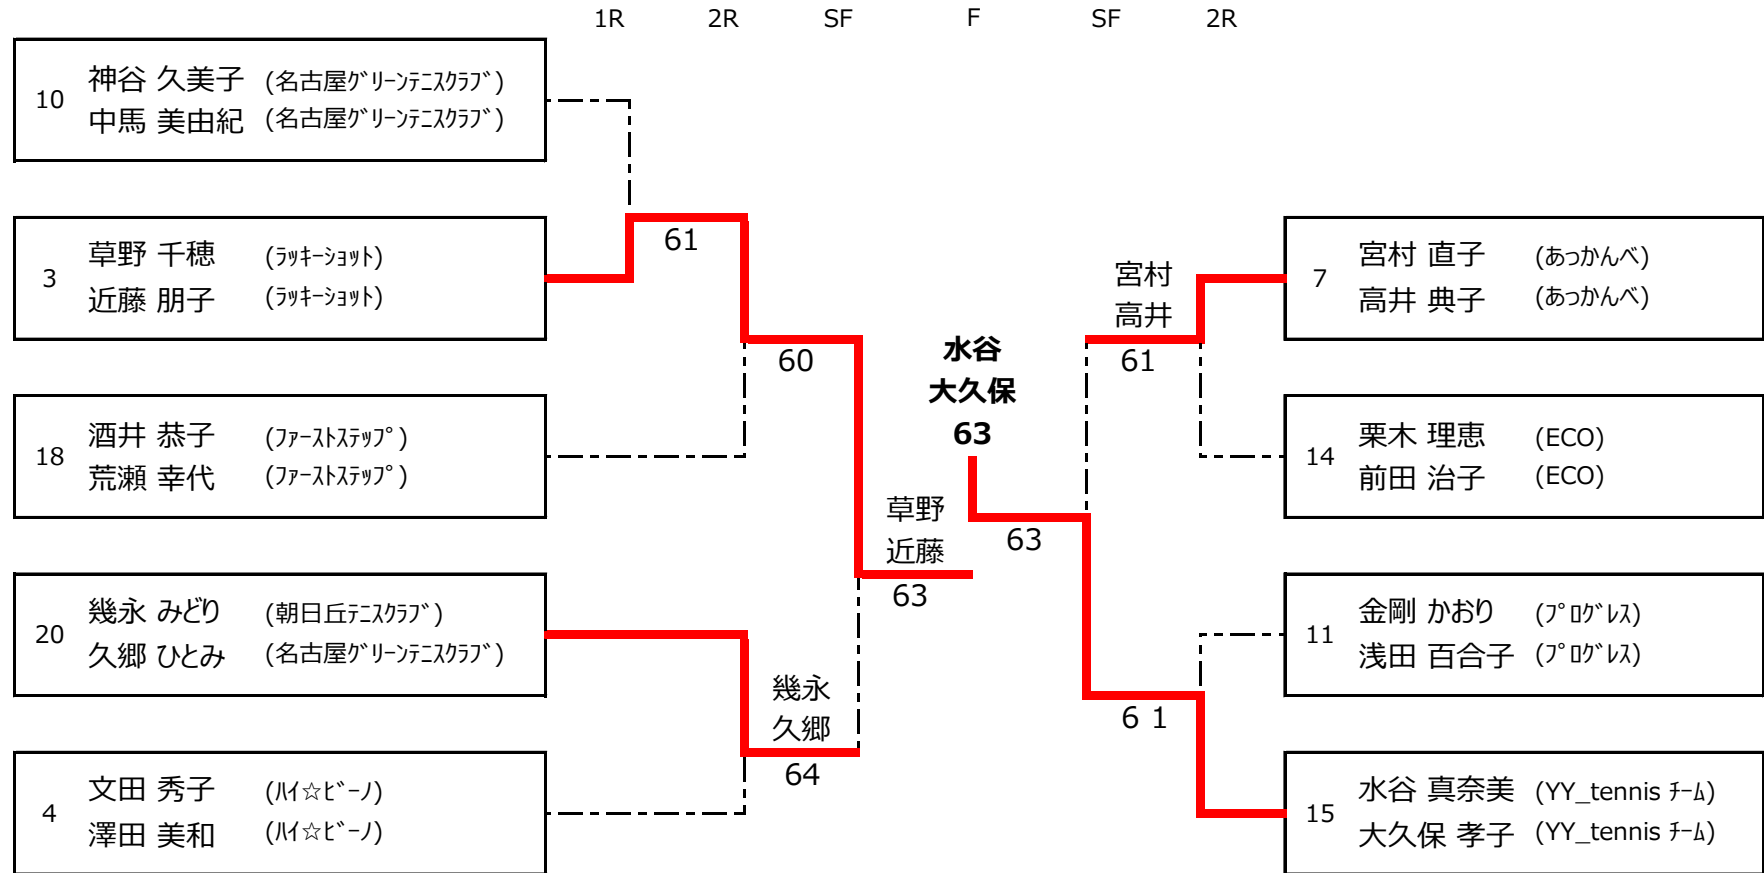 1R 2R SF F SF 2R
10 神谷 久美子 (名古屋ｸﾞﾘｰﾝﾃﾆｽｸﾗﾌﾞ)
中馬 美由紀 (名古屋ｸﾞﾘｰﾝﾃﾆｽｸﾗﾌﾞ)
3 草野 千穂 (ﾗｯｷｰｼｮｯﾄ)
近藤 朋子 (ﾗｯｷｰｼｮｯﾄ)
18 酒井 恭子 (ﾌｧｰｽﾄｽﾃｯﾌﾟ)
荒瀬 幸代 (ﾌｧｰｽﾄｽﾃｯﾌﾟ)
20 幾永 みどり (朝日丘ﾃﾆｽｸﾗﾌﾞ)
久郷 ひとみ (名古屋ｸﾞﾘｰﾝﾃﾆｽｸﾗﾌﾞ)
4 文田 秀子 (ﾊｲ☆ﾋﾞｰﾉ)
澤田 美和 (ﾊｲ☆ﾋﾞｰﾉ)
61
60
幾永
久郷
64
草野
近藤
63
水谷
大久保
63
63
宮村
高井
61
6 1
7 宮村 直子 (あっかんべ)
高井 典子 (あっかんべ)
14 栗木 理恵 (ECO)
前田 治子 (ECO)
11 金剛 かおり (ﾌﾟﾛｸﾞﾚｽ)
浅田 百合子 (ﾌﾟﾛｸﾞﾚｽ)
15 水谷 真奈美 (YY_tennis ﾁｰﾑ)
大久保 孝子 (YY_tennis ﾁｰﾑ)